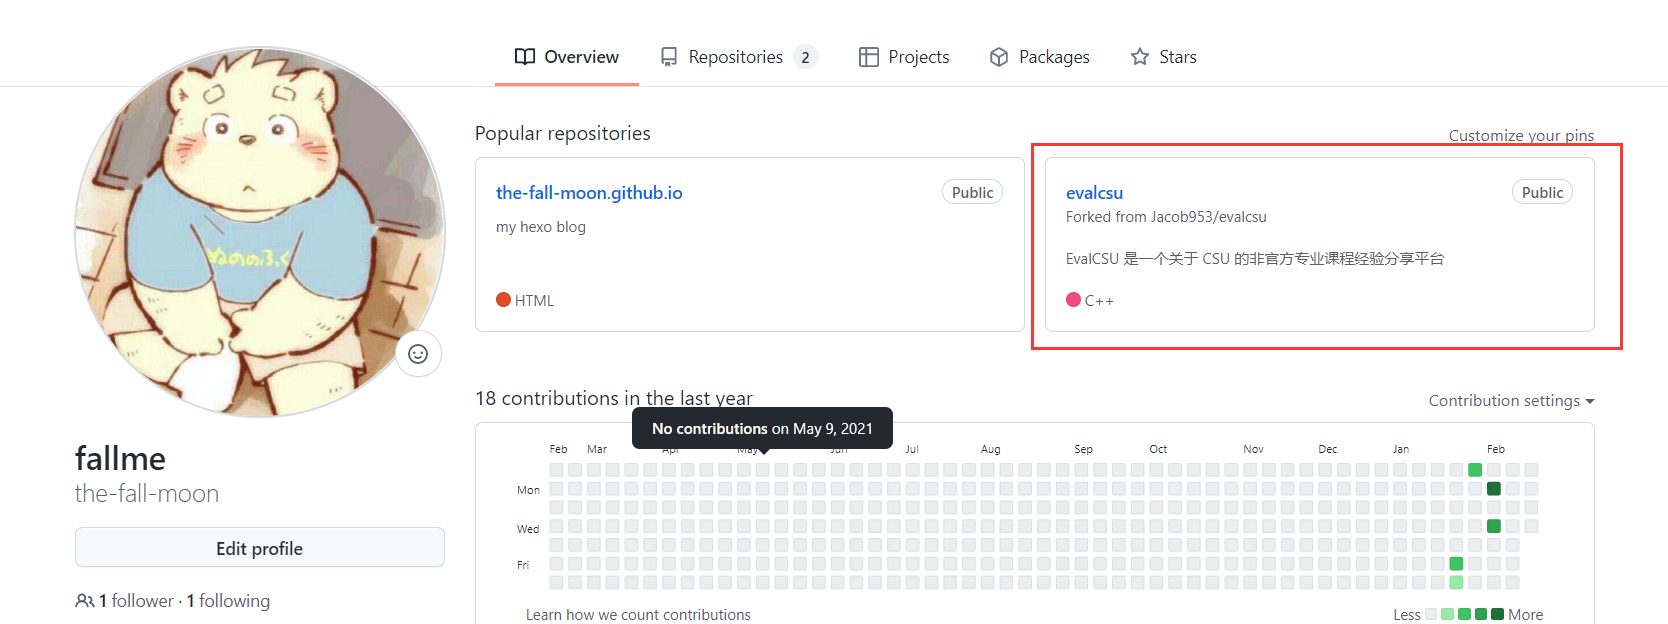 Overview
Repositories 2
Projects
Packages
Stars
Popular repositories
Customize your pins
the-fall-moon.github.io
Public
my hexo blog
HTML
evalcsu
Public
Forked from Jacob953/evalcsu
EvalCSU 是一个关于 CSU 的非官方专业课程经验分享平台
C++
fallme
the-fall-moon
Edit profile
1 follower · 1 following
18 contributions in the last year
Contribution settings
No contributions on May 9, 2021
Feb Mar Apr May Jun Jul Aug Sep Oct Nov Dec Jan Feb
Mon
Wed
Fri
Learn how we count contributions
Less More